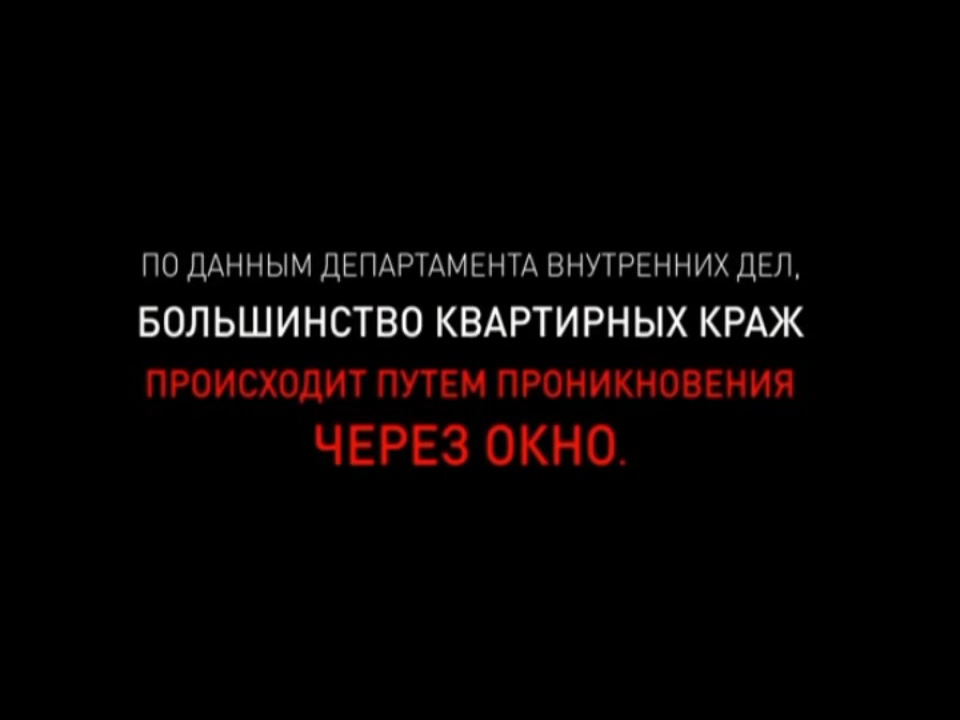 ПО ДАННЫМ ДЕПАРТАМЕНТА ВНУТРЕННИХ ДЕЛ,
БОЛЬШИНСТВО КВАРТИРНЫХ КРАЖ
ПРОИСХОДИТ ПУТЕМ ПРОНИКНОВЕНИЯ
ЧЕРЕЗ ОКНО.